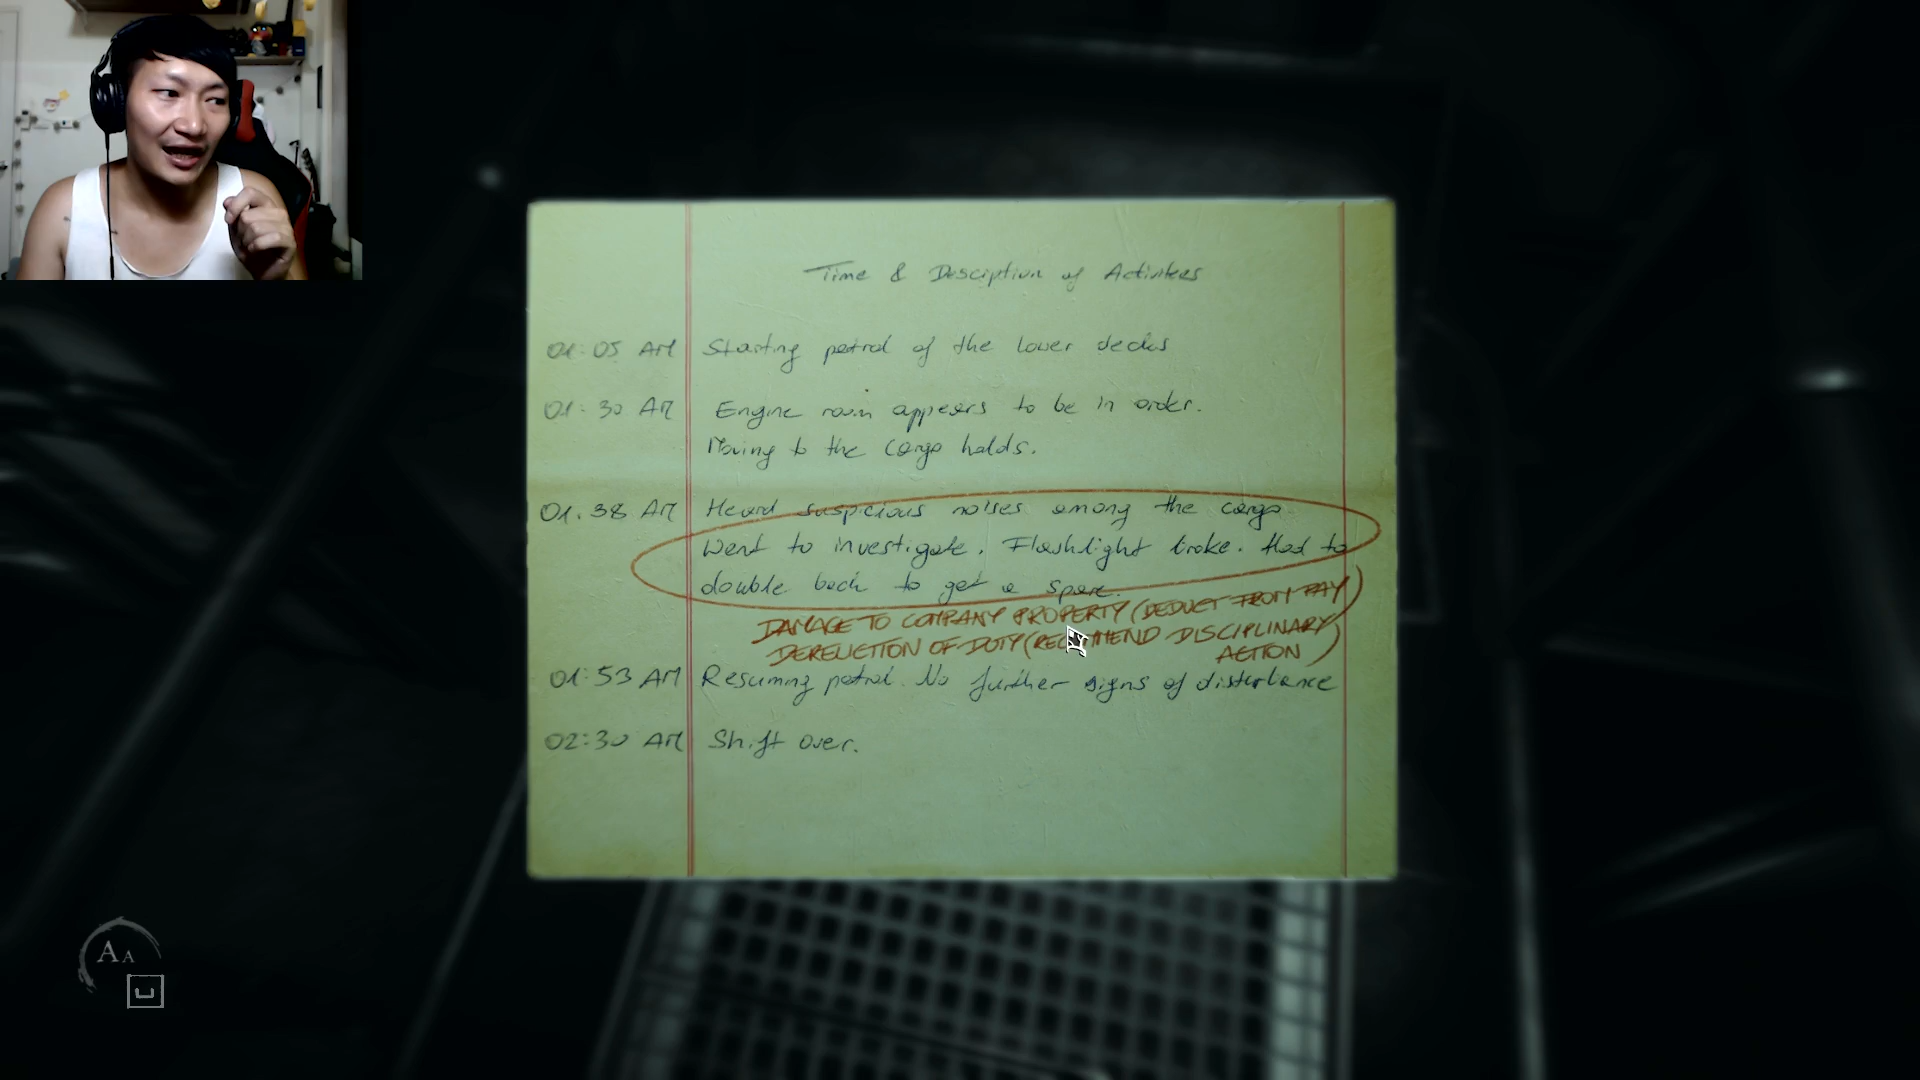 Time & Desciption of Activities
01:05 AM Starting patrol of the lower decks
01:30 AM Engine room appears to be in order.
Moving to the cargo holds.
01.38 AM Heard suspicious noises among the cargo
Went to investigate. Flashlight broke. Had to
double back to get a spare.
DAMAGE TO COMPANY PROPERTY (DEDUCT FROM PAY)
DERELICTION OF DUTY (RECOMMEND DISCIPLINARY
ACTION)
01:53 AM Resuming patrol. No further signs of disturbance
02:30 AM Shift over.
AA